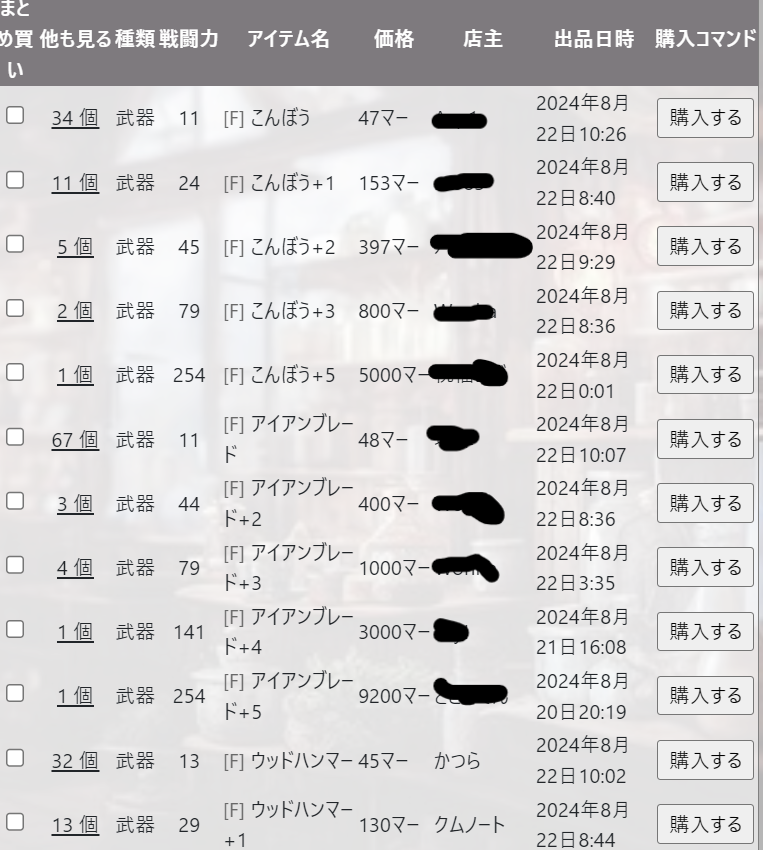 まと
め買 他も見る 種類 戦闘力 アイテム名 価格 店主 出品日時 購入コマンド
い
34 個 武器 11 [F] こんぼう 47マー 2024年8月
22日10:26 購入する
11 個 武器 24 [F] こんぼう+1 153マー 2024年8月
22日8:40 購入する
5 個 武器 45 [F] こんぼう+2 397マー 2024年8月
22日9:29 購入する
2 個 武器 79 [F] こんぼう+3 800マー 2024年8月
22日8:36 購入する
1 個 武器 254 [F] こんぼう+5 5000マー 2024年8月
22日0:01 購入する
67 個 武器 11 [F] アイアンブレー 48マー 2024年8月
ド 22日10:07 購入する
3 個 武器 44 [F] アイアンブレー 400マー 2024年8月
ド+2 22日8:36 購入する
4 個 武器 79 [F] アイアンブレー 1000マー 2024年8月
ド+3 22日3:35 購入する
1 個 武器 141 [F] アイアンブレー 3000マー 2024年8月
ド+4 21日16:08 購入する
1 個 武器 254 [F] アイアンブレー 9200マー 2024年8月
ド+5 20日20:19 購入する
32 個 武器 13 [F] ウッドハンマー 45マー かつら 2024年8月
22日10:02 購入する
13 個 武器 29 [F] ウッドハンマー 130マー クムノート 2024年8月
+1 22日8:44 購入する